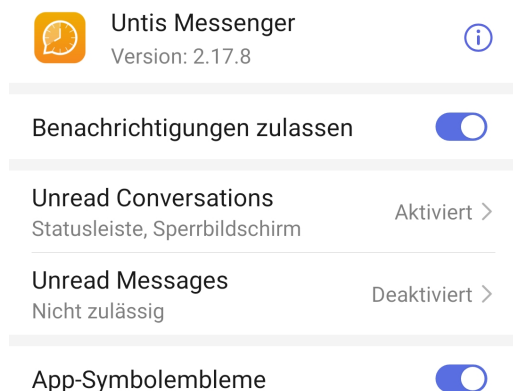 Untis Messenger
Version: 2.17.8
Benachrichtigungen zulassen
Unread Conversations
Aktiviert
Statusleiste, Sperrbildschirm
Unread Messages
Deaktiviert
Nicht zulässig
App-Symbolembleme